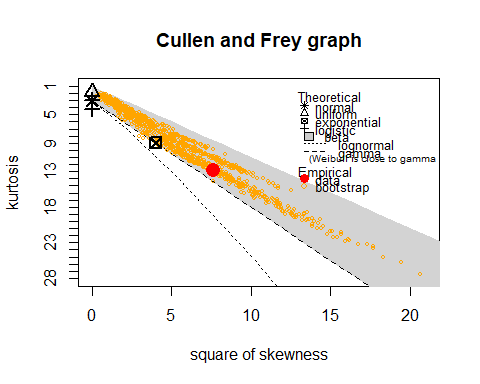 Cullen and Frey graph
kurtosis
1
5
9
13
18
23
28
0
5
10
15
20
square of skewness
Theoretical
normal
uniform
exponential
logistic
beta
lognormal
gamma
(Weibull is close to gamma
Empirical
data
bootstrap